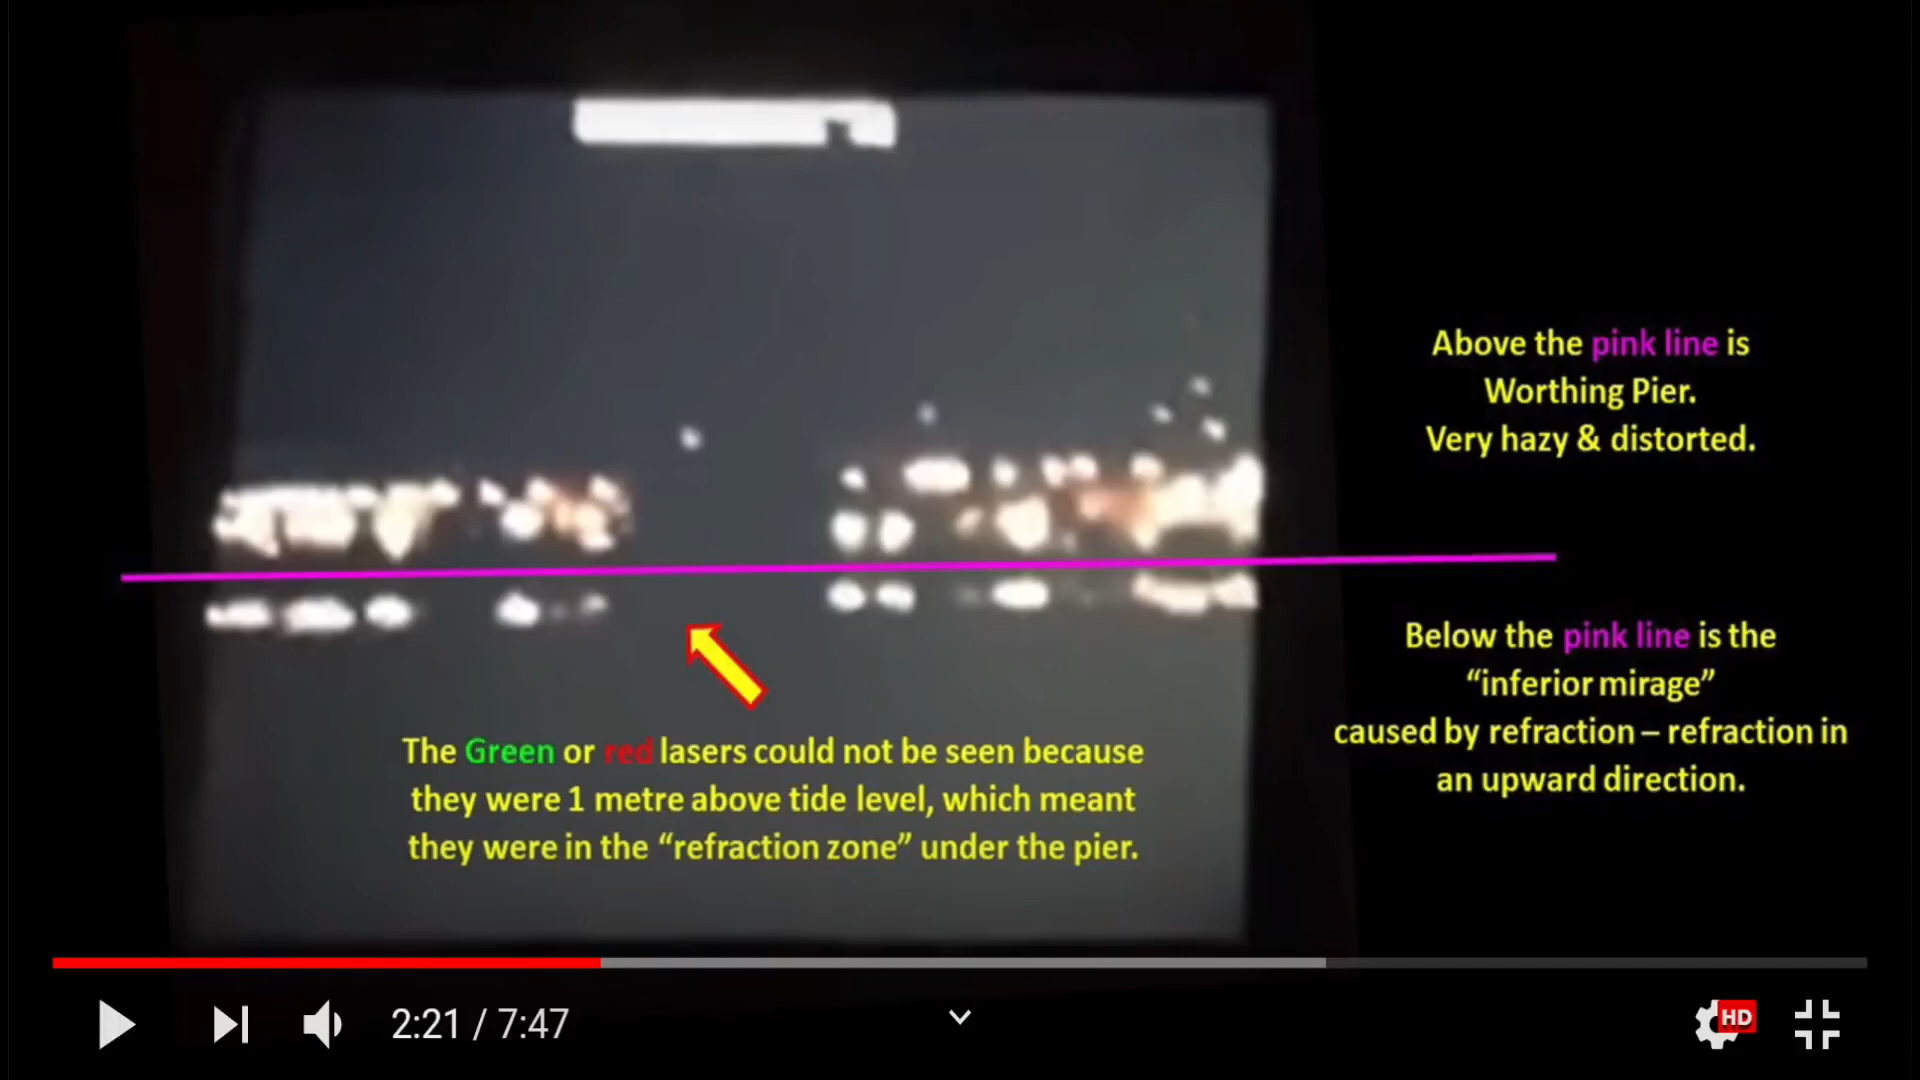 Above the pink line is
Worthing Pier.
Very hazy & distorted.
Below the pink line is the
“inferior mirage”
caused by refraction – refraction in
an upward direction.
The Green or red lasers could not be seen because
they were 1 metre above tide level, which meant
they were in the “refraction zone” under the pier.
2:21 / 7:47
HD